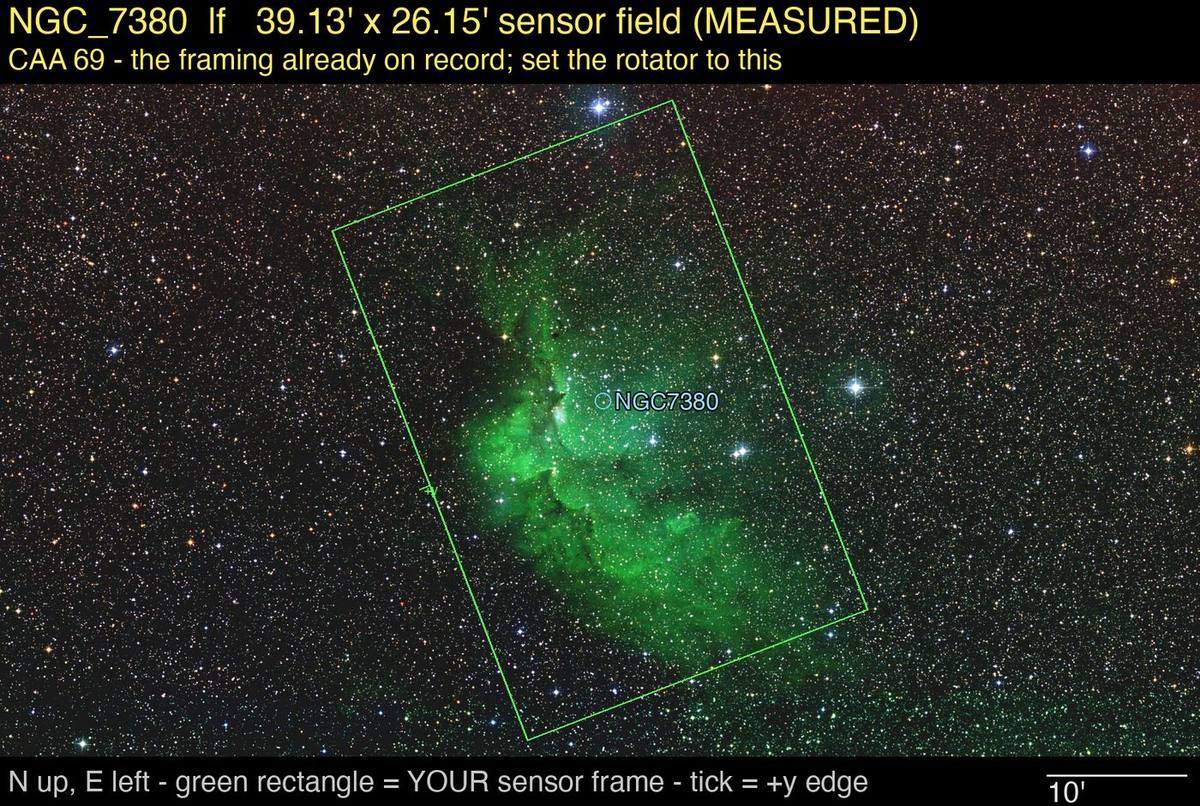 NGC_7380 lf 39.13' x 26.15' sensor field (MEASURED)
CAA 69 - the framing already on record; set the rotator to this
NGC7380
N up, E left - green rectangle = YOUR sensor frame - tick = +y edge
10'